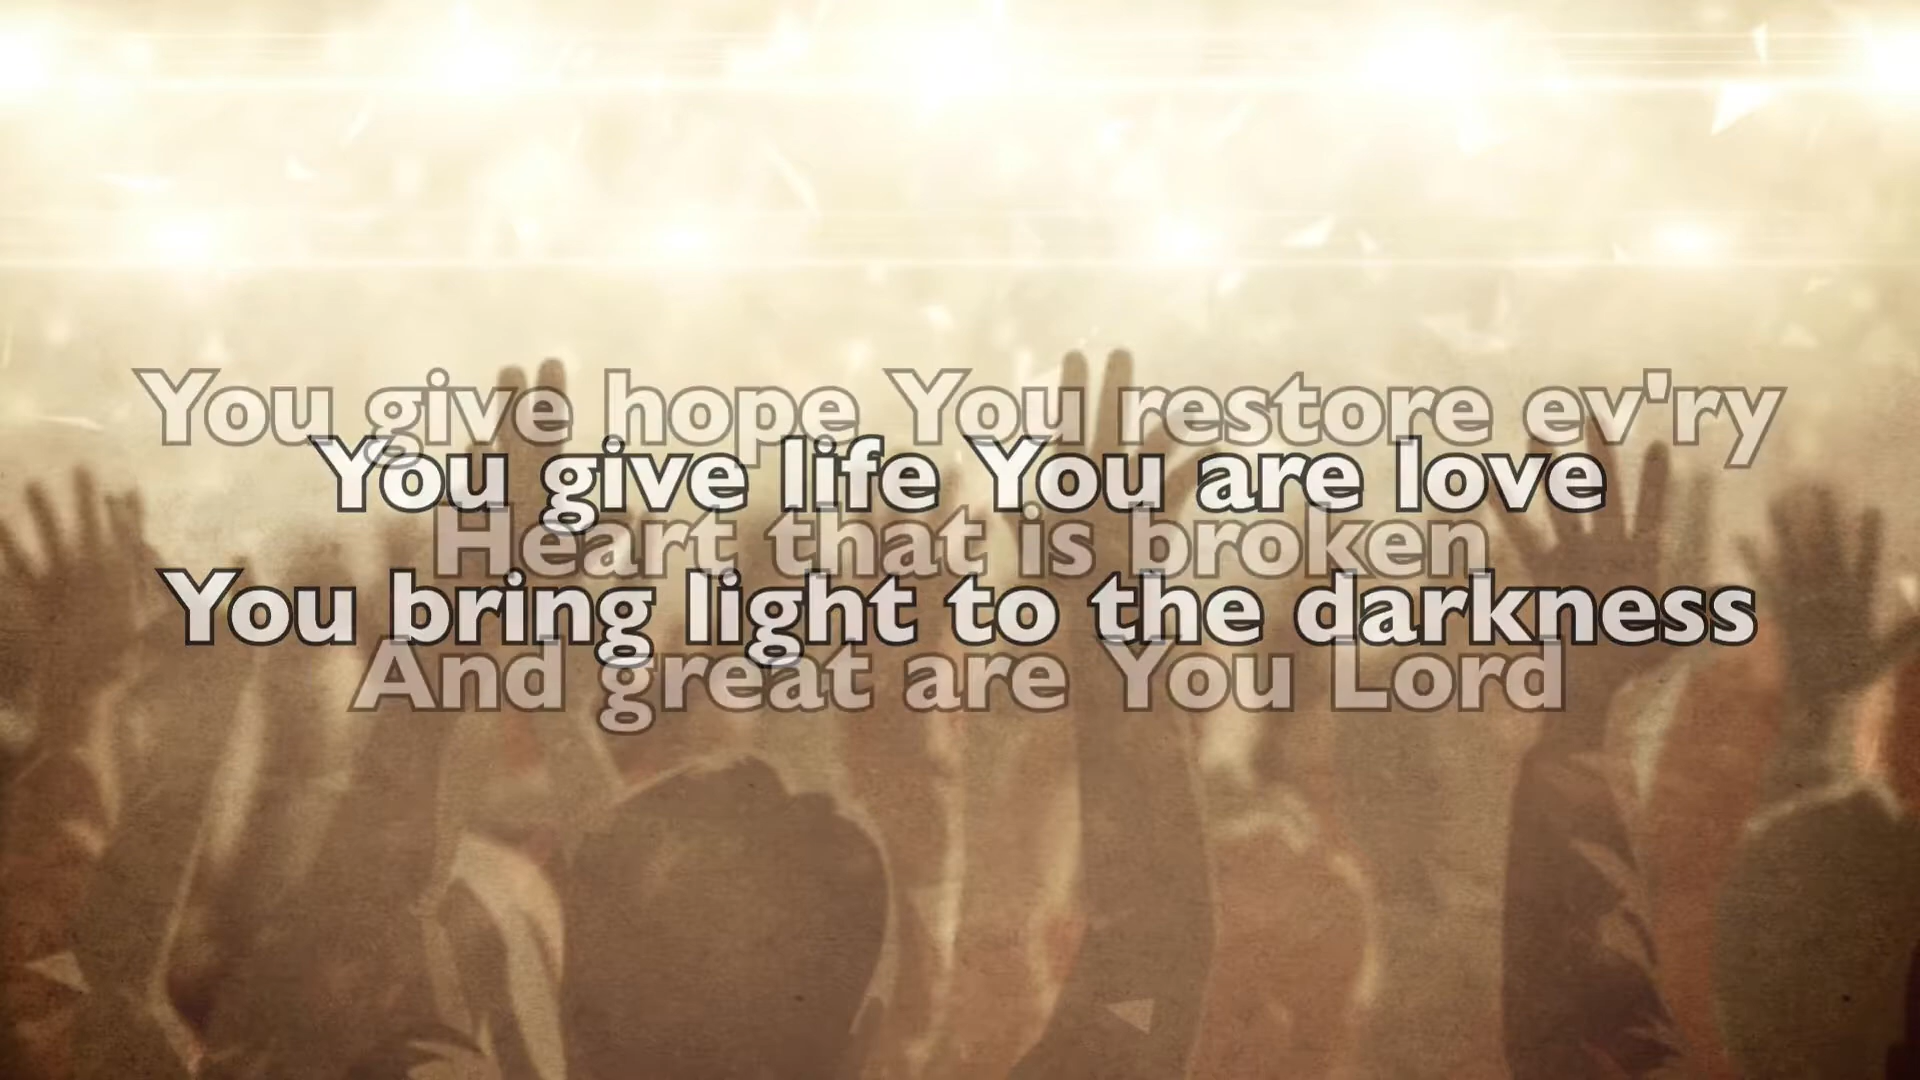 You give hope You restore ev'ry
You give life You are love
Heart that is broken
You bring light to the darkness
And great are You Lord